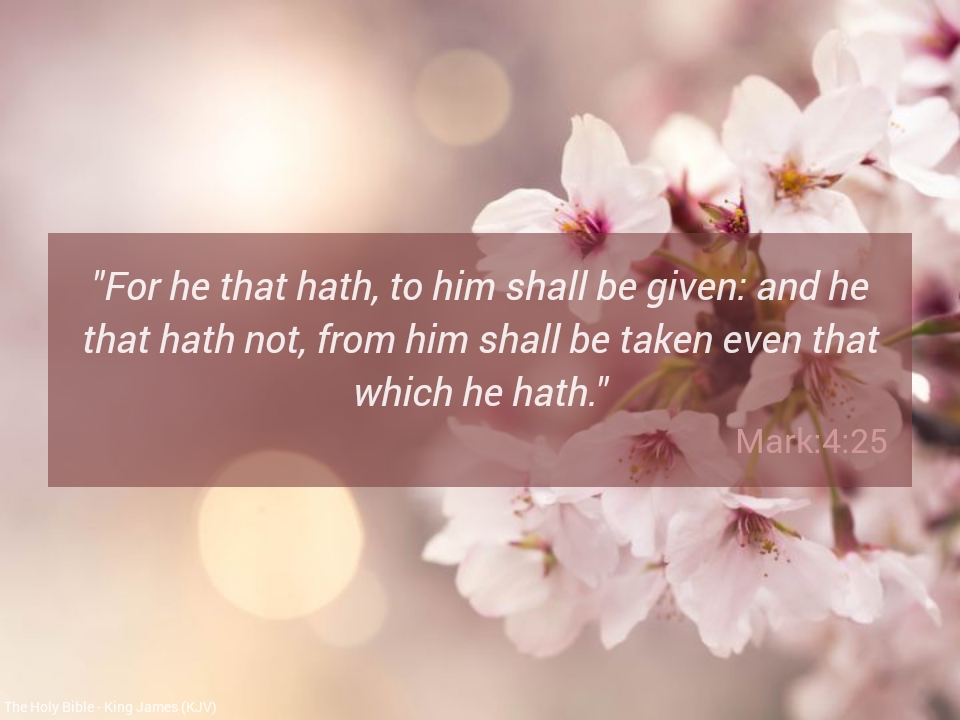 "For he that hath, to him shall be given: and he
that hath not, from him shall be taken even that
which he hath."
Mark:4:25
The Holy Bible - King James (KJV)